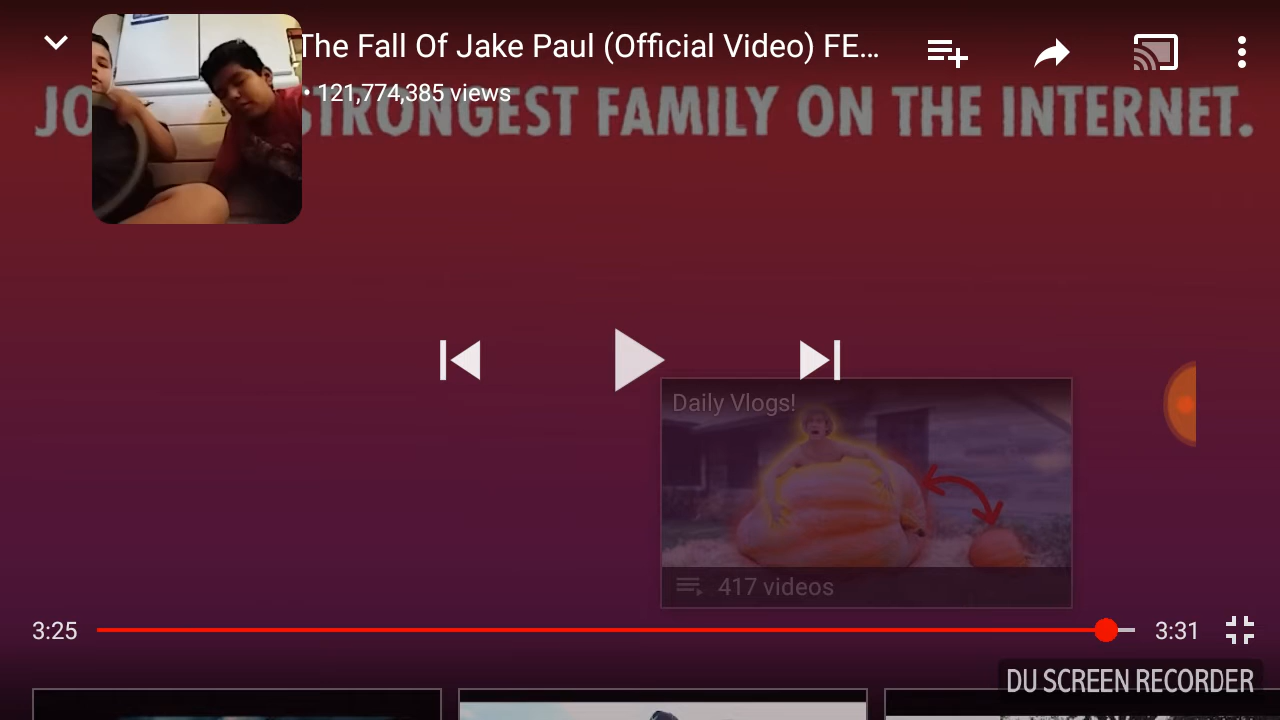 The Fall Of Jake Paul (Official Video) FE...
• 121,774,385 views
JO STRONGEST FAMILY ON THE INTERNET.
Daily Vlogs!
417 videos
3:25
3:31
DU SCREEN RECORDER